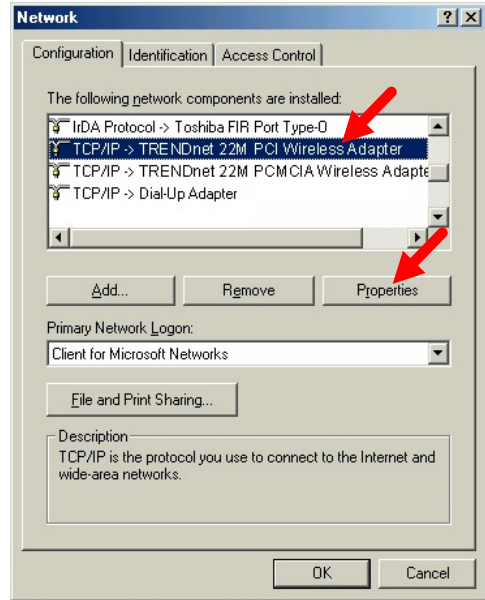 Network
Configuration Identification Access Control
The following network components are installed:
IrDA Protocol -> Toshiba FIR Port Type-O
TCP/IP -> TRENDnet 22M PCI Wireless Adapter
TCP/IP -> TRENDnet 22M PCMCIA Wireless Adapte
TCP/IP -> Dial-Up Adapter
Add... Remove Properties
Primary Network Logon:
Client for Microsoft Networks
File and Print Sharing...
Description
TCP/IP is the protocol you use to connect to the Internet and
wide-area networks.
OK Cancel